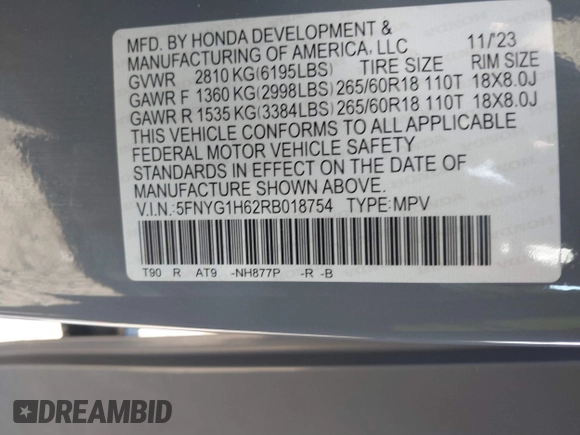 MFD. BY HONDA DEVELOPMENT &
MANUFACTURING OF AMERICA, LLC 11/'23
GVWR 2810 KG(6195LBS) TIRE SIZE RIM SIZE
GAWR F 1360 KG(2998LBS) 265/60R18 110T 18X8.0J
GAWR R 1535 KG(3384LBS) 265/60R18 110T 18X8.0J
THIS VEHICLE CONFORMS TO ALL APPLICABLE
FEDERAL MOTOR VEHICLE SAFETY
STANDARDS IN EFFECT ON THE DATE OF
MANUFACTURE SHOWN ABOVE.
V.I.N.:5FNYG1H62RB018754 TYPE:MPV
T90 R AT9 -NH877P -R -B
DREAMBID